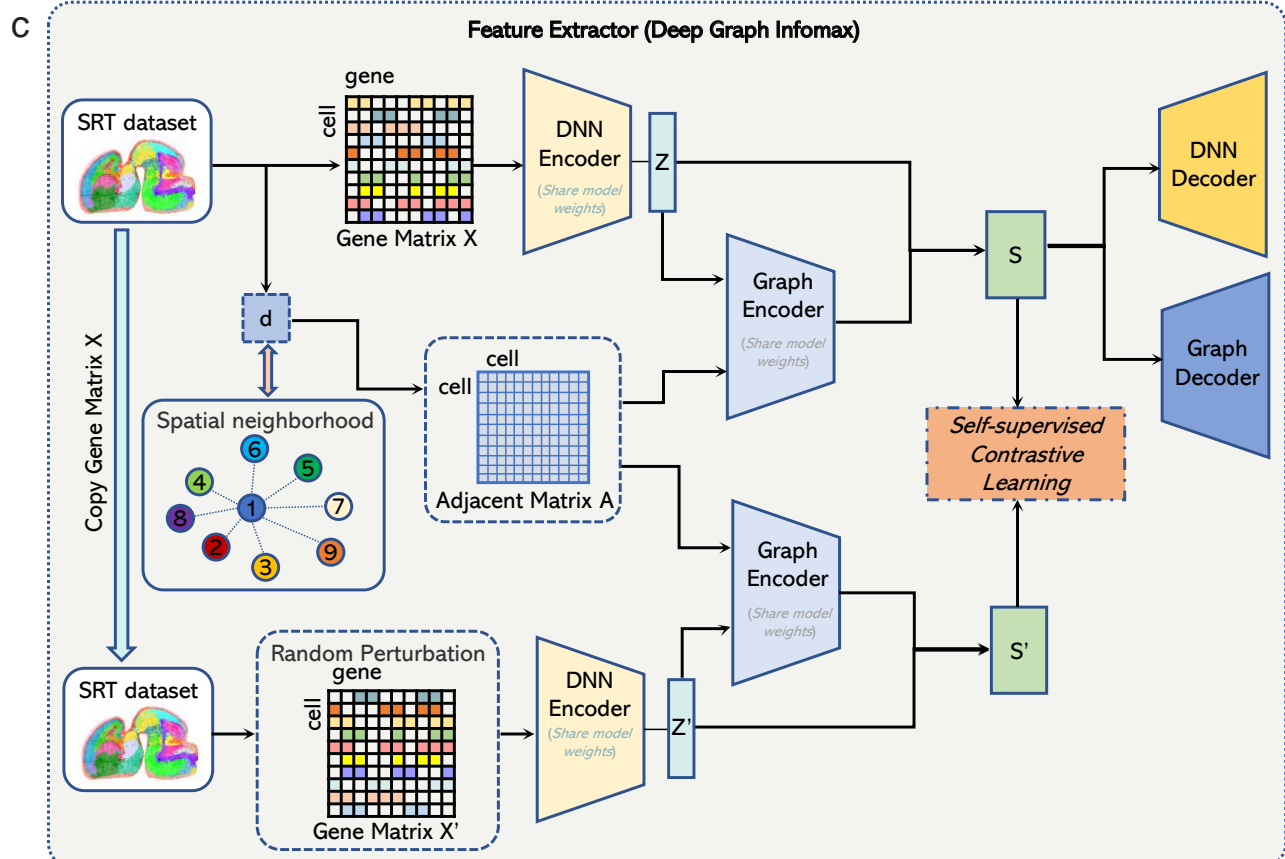 C
Feature Extractor (Deep Graph Infomax)
SRT dataset
gene
cell
Gene Matrix X
DNN
Encoder
(Share model
weights)
Z
Graph
Encoder
(Share model
weights)
S
DNN
Decoder
Graph
Decoder
d
Copy Gene Matrix X
Spatial neighborhood
6
5
4
7
1
8
2
9
3
cell
cell
Adjacent Matrix A
Self-supervised
Contrastive
Learning
Graph
Encoder
(Share model
weights)
SRT dataset
Random Perturbation
gene
cell
Gene Matrix X’
DNN
Encoder
(Share model
weights)
Z’
S’